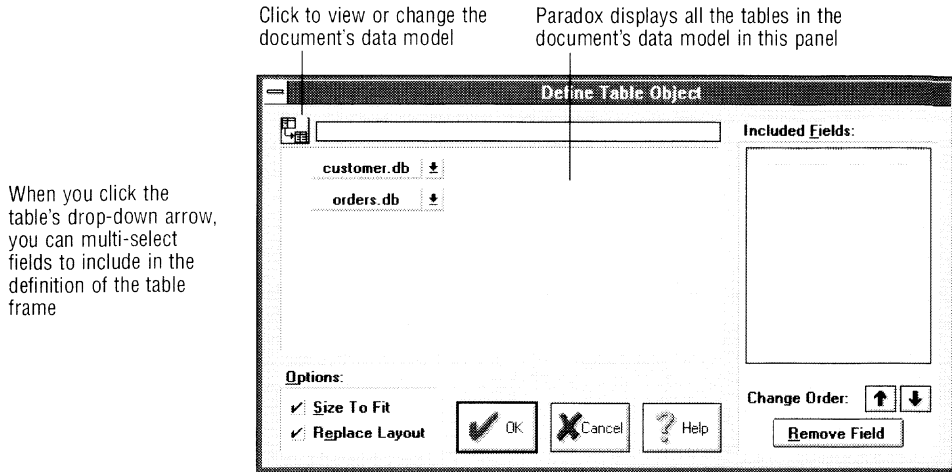 Click to view or change the
document's data model
Paradox displays all the tables in the
document's data model in this panel
When you click the
table's drop-down arrow,
you can multi-select
fields to include in the
definition of the table
frame
Define Table Object
Included Fields:
customer.db
orders.db
Options:
Size To Fit
Replace Layout
OK
Cancel
Help
Change Order:
Remove Field